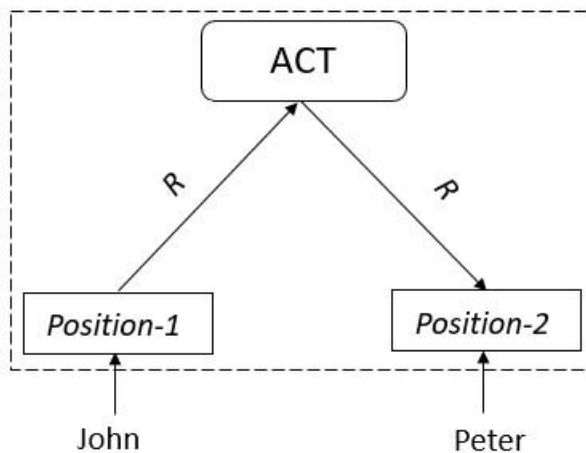 ACT
R
R
Position-1
Position-2
John
Peter